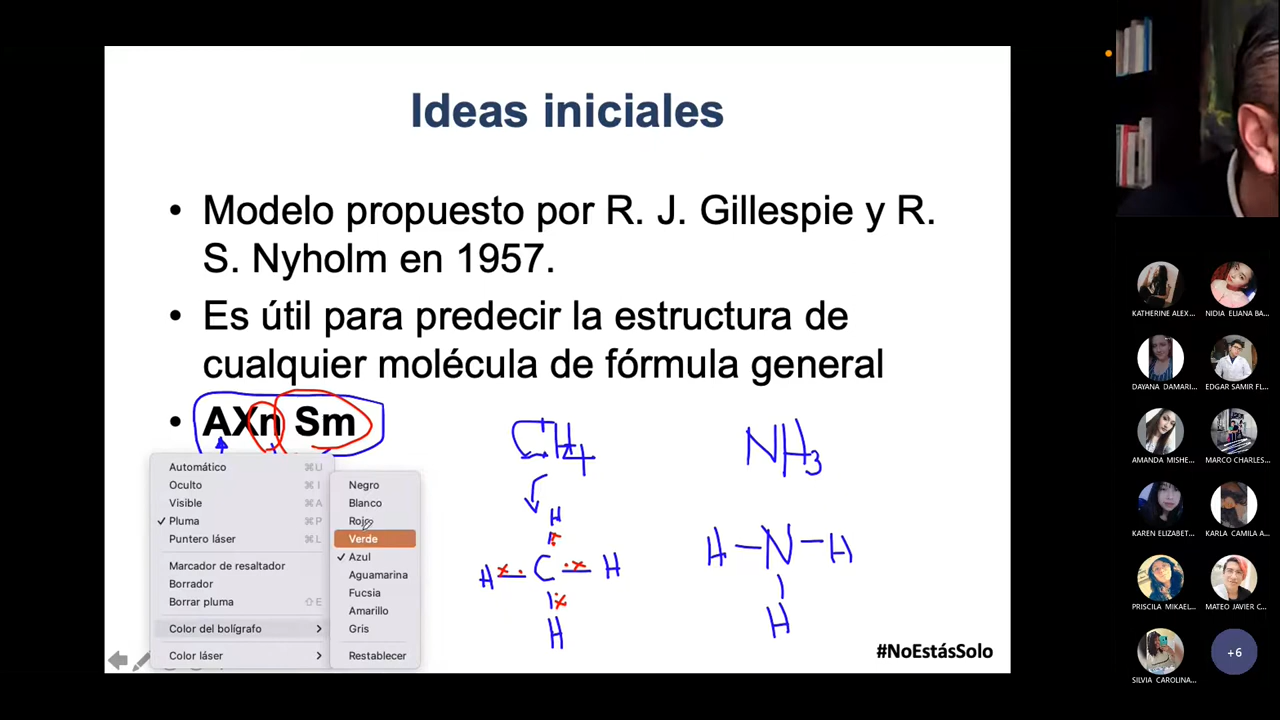 Ideas iniciales
• Modelo propuesto por R. J. Gillespie y R.
S. Nyholm en 1957.
• Es útil para predecir la estructura de
cualquier molécula de fórmula general
• AXn Sm
CH4
NH3
H
H C H
H
H N H
H
#NoEstásSolo
Automático ⌘U
Oculto ⌘I
Visible ⌘A
✓ Pluma ⌘P
Puntero láser ⌘L
Marcador de resaltador
Borrador
Borrar pluma ⇧E
Color del bolígrafo >
Color láser >
Negro
Blanco
Rojo
Verde
✓ Azul
Aguamarina
Fucsia
Amarillo
Gris
Restablecer
KATHERINE ALEX...
NIDIA ELIANA BA...
DAYANA DAMARI...
EDGAR SAMIR FL...
AMANDA MISHE...
MARCO CHARLES...
KAREN ELIZABET...
KARLA CAMILA A...
PRISCILA MIKAEL...
MATEO JAVIER C...
SILVIA CAROLINA...
+6